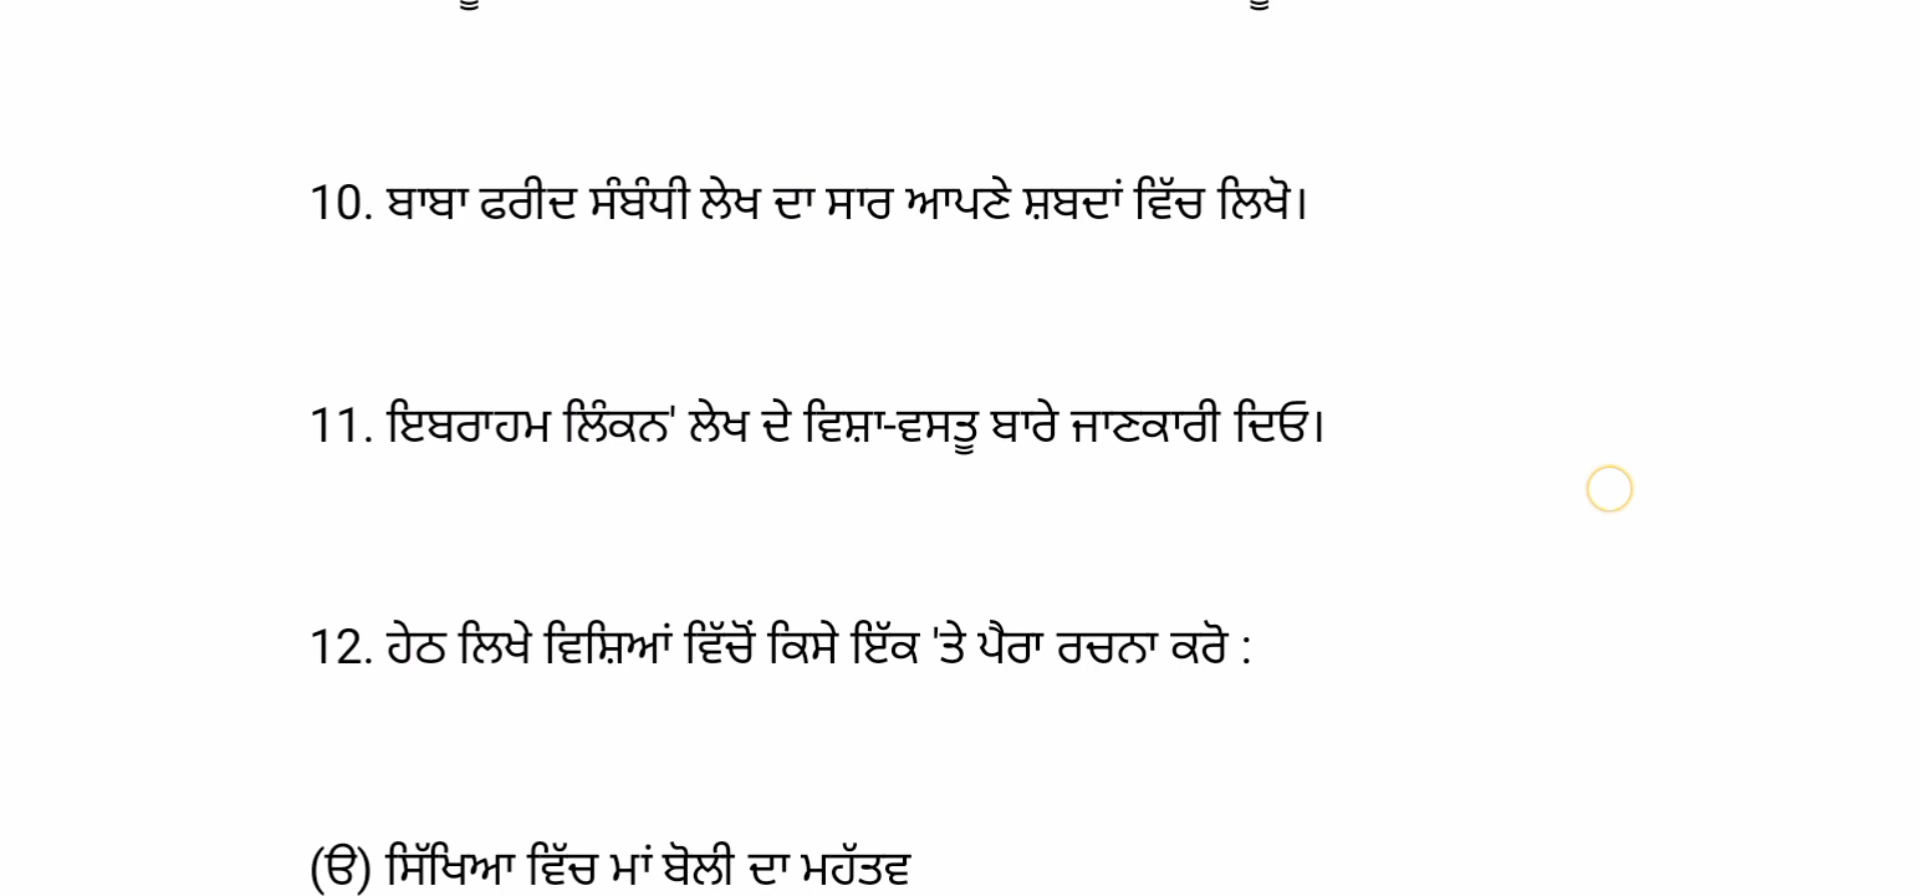 10. ਬਾਬਾ ਫਰੀਦ ਸੰਬੰਧੀ ਲੇਖ ਦਾ ਸਾਰ ਆਪਣੇ ਸ਼ਬਦਾਂ ਵਿੱਚ ਲਿਖੋ।
11. ਇਬਰਾਹਮ ਲਿੰਕਨ' ਲੇਖ ਦੇ ਵਿਸ਼ਾ-ਵਸਤੂ ਬਾਰੇ ਜਾਣਕਾਰੀ ਦਿਓ।
12. ਹੇਠ ਲਿਖੇ ਵਿਸ਼ਿਆਂ ਵਿੱਚੋਂ ਕਿਸੇ ਇੱਕ 'ਤੇ ਪੈਰਾ ਰਚਨਾ ਕਰੋ :
(ੳ) ਸਿੱਖਿਆ ਵਿੱਚ ਮਾਂ ਬੋਲੀ ਦਾ ਮਹੱਤਵ